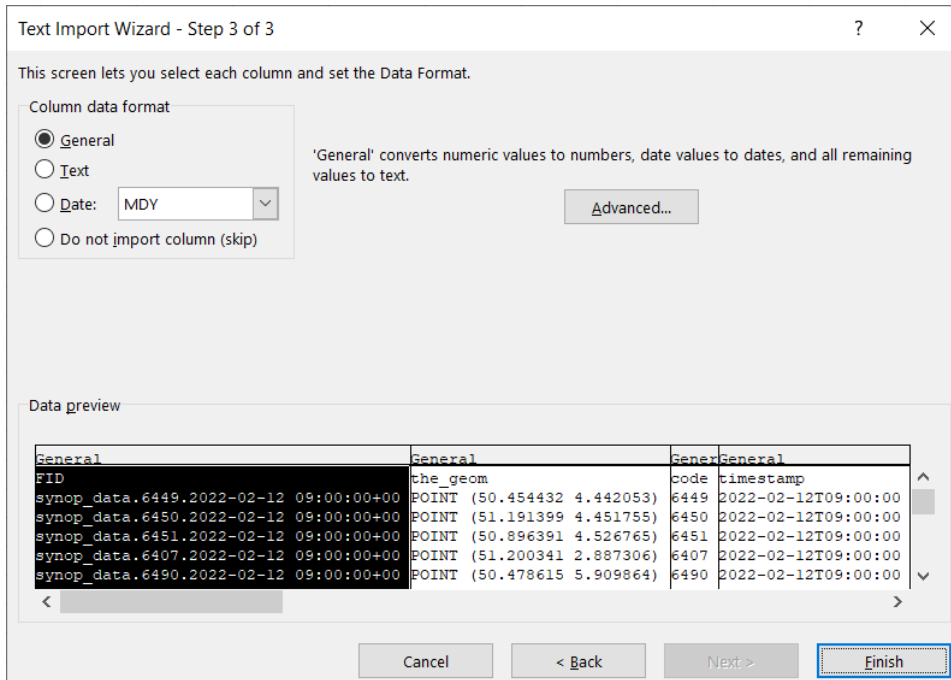 Text Import Wizard - Step 3 of 3 ?
This screen lets you select each column and set the Data Format.
Column data format
General
Text
Date: MDY
Do not import column (skip)
'General' converts numeric values to numbers, date values to dates, and all remaining
values to text.
Advanced...
Data preview
General General Gener General
FID the_geom code timestamp
synop_data.6449.2022-02-12 09:00:00+00 POINT (50.454432 4.442053) 6449 2022-02-12T09:00:00
synop_data.6450.2022-02-12 09:00:00+00 POINT (51.191399 4.451755) 6450 2022-02-12T09:00:00
synop_data.6451.2022-02-12 09:00:00+00 POINT (50.896391 4.526765) 6451 2022-02-12T09:00:00
synop_data.6407.2022-02-12 09:00:00+00 POINT (51.200341 2.887306) 6407 2022-02-12T09:00:00
synop_data.6490.2022-02-12 09:00:00+00 POINT (50.478615 5.909864) 6490 2022-02-12T09:00:00
Cancel < Back Next > Finish